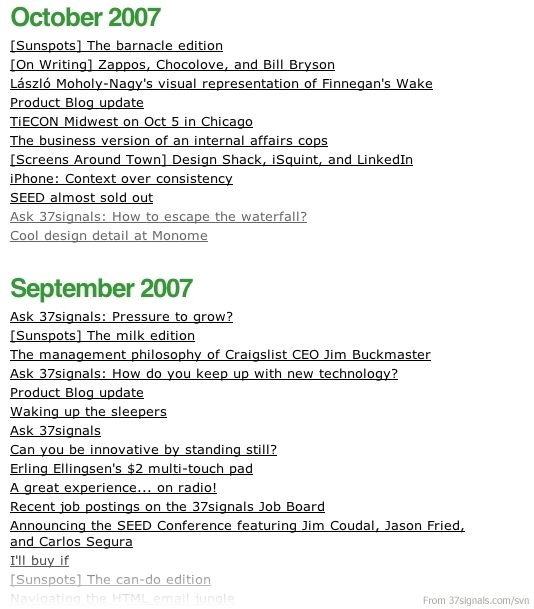 October 2007
[Sunspots] The barnacle edition
[On Writing] Zappos, Chocolove, and Bill Bryson
László Moholy-Nagy's visual representation of Finnegan's Wake
Product Blog update
TiECON Midwest on Oct 5 in Chicago
The business version of an internal affairs cops
[Screens Around Town] Design Shack, iSquint, and LinkedIn
iPhone: Context over consistency
SEED almost sold out
Ask 37signals: How to escape the waterfall?
Cool design detail at Monome
September 2007
Ask 37signals: Pressure to grow?
[Sunspots] The milk edition
The management philosophy of Craigslist CEO Jim Buckmaster
Ask 37signals: How do you keep up with new technology?
Product Blog update
Waking up the sleepers
Ask 37signals
Can you be innovative by standing still?
Erling Ellingsen's $2 multi-touch pad
A great experience... on radio!
Recent job postings on the 37signals Job Board
Announcing the SEED Conference featuring Jim Coudal, Jason Fried,
and Carlos Segura
I'll buy if
[Sunspots] The can-do edition
Navigating the HTML email jungle
From 37signals.com/svn